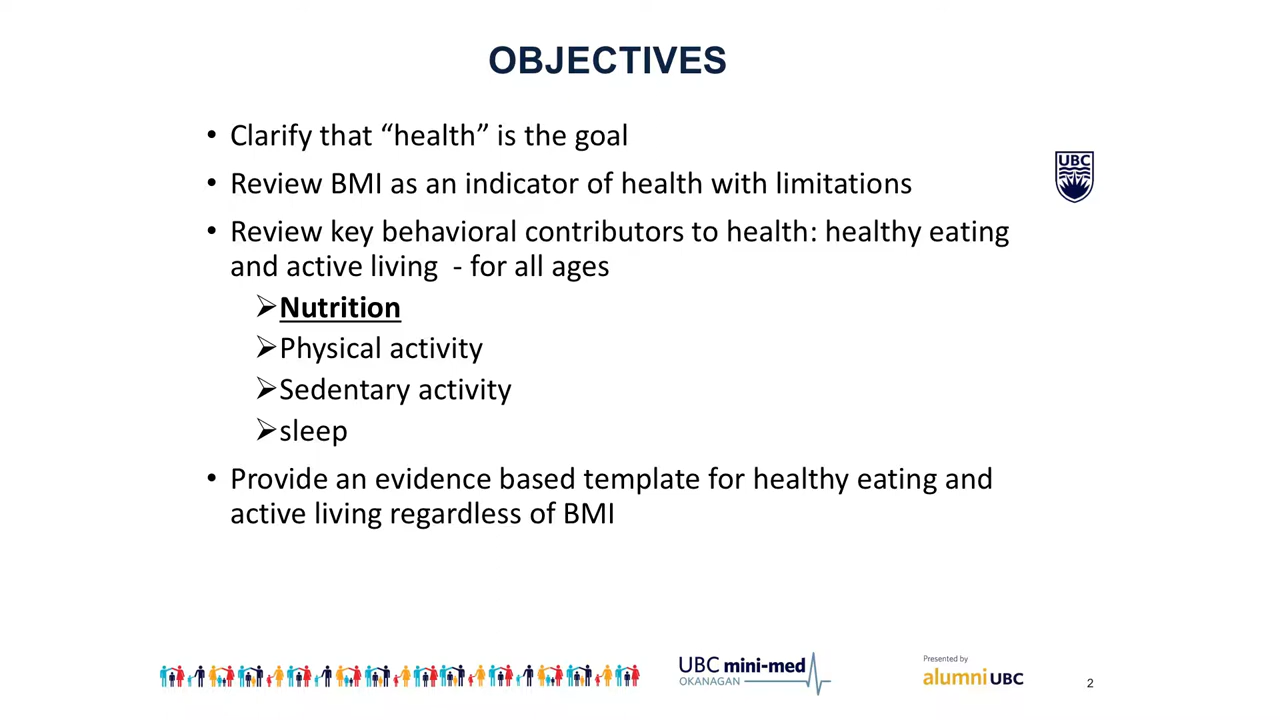 OBJECTIVES
• Clarify that “health” is the goal
UBC
• Review BMI as an indicator of health with limitations
• Review key behavioral contributors to health: healthy eating
and active living - for all ages
➢Nutrition
➢Physical activity
➢Sedentary activity
➢sleep
• Provide an evidence based template for healthy eating and
active living regardless of BMI
UBC mini-med
OKANAGAN
Presented by
alumni UBC
2